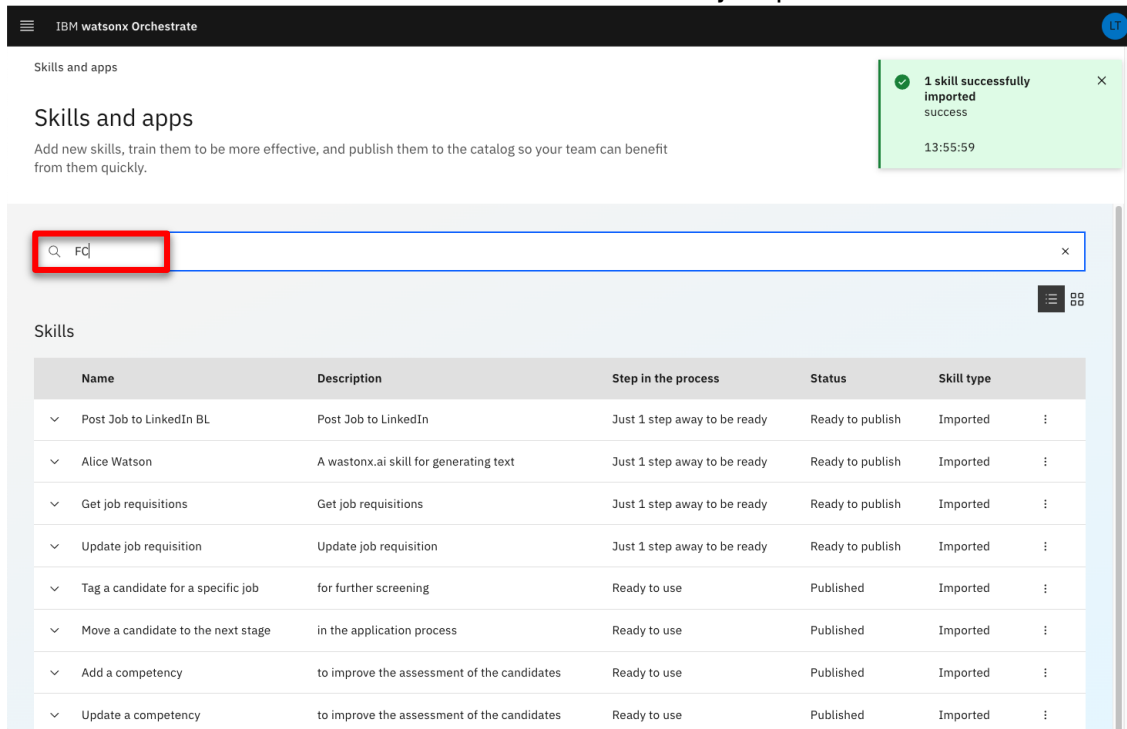 IBM watsonx Orchestrate
LT
Skills and apps
1 skill successfully
imported
success
13:55:59
Skills and apps
Add new skills, train them to be more effective, and publish them to the catalog so your team can benefit
from them quickly.
FC
Skills
Name Description Step in the process Status Skill type
Post Job to LinkedIn BL Post Job to LinkedIn Just 1 step away to be ready Ready to publish Imported
Alice Watson A wastonx.ai skill for generating text Just 1 step away to be ready Ready to publish Imported
Get job requisitions Get job requisitions Just 1 step away to be ready Ready to publish Imported
Update job requisition Update job requisition Just 1 step away to be ready Ready to publish Imported
Tag a candidate for a specific job for further screening Ready to use Published Imported
Move a candidate to the next stage in the application process Ready to use Published Imported
Add a competency to improve the assessment of the candidates Ready to use Published Imported
Update a competency to improve the assessment of the candidates Ready to use Published Imported